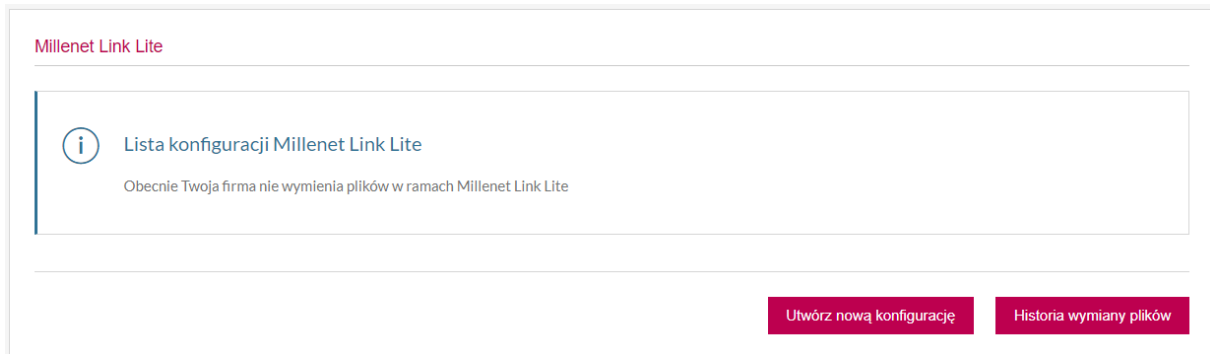 Millenet Link Lite
Lista konfiguracji Millenet Link Lite
Obecnie Twoja firma nie wymienia plików w ramach Millenet Link Lite
Utwórz nową konfigurację
Historia wymiany plików